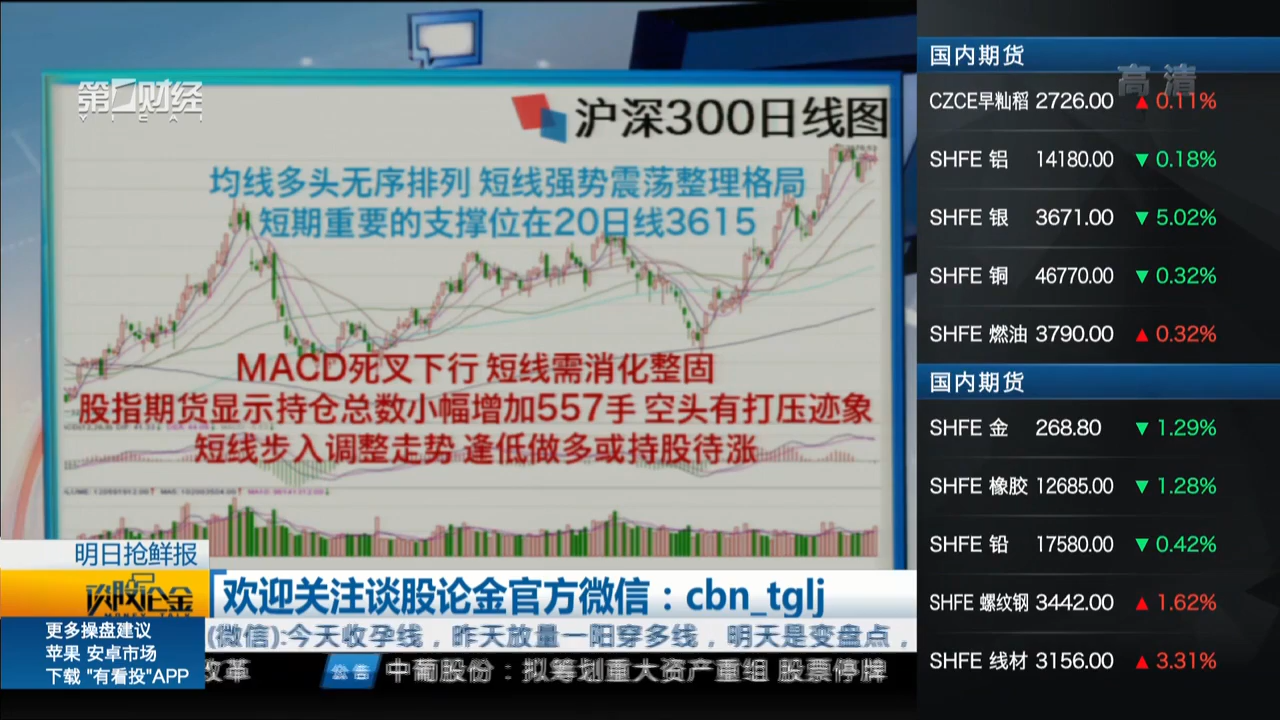 第一财经
YICAI
沪深300日线图
均线多头无序排列 短线强势震荡整理格局
短期重要的支撑位在20日线3615
MACD死叉下行 短线需消化整固
股指期货显示持仓总数小幅增加557手 空头有打压迹象
短线步入调整走势 逢低做多或持股待涨
明日抢鲜报
谈股论金
MONEY TALK
欢迎关注谈股论金官方微信：cbn_tglj
(微信):今天收孕线，昨天放量一阳穿多线，明天是变盘点，
更多操盘建议
苹果 安卓市场
下载 "有看投"APP
改革
公告 中葡股份：拟筹划重大资产重组 股票停牌
高清
国内期货
CZCE早籼稻 2726.00 ▲ 0.11%
SHFE 铝 14180.00 ▼ 0.18%
SHFE 银 3671.00 ▼ 5.02%
SHFE 铜 46770.00 ▼ 0.32%
SHFE 燃油 3790.00 ▲ 0.32%
国内期货
SHFE 金 268.80 ▼ 1.29%
SHFE 橡胶 12685.00 ▼ 1.28%
SHFE 铅 17580.00 ▼ 0.42%
SHFE 螺纹钢 3442.00 ▲ 1.62%
SHFE 线材 3156.00 ▲ 3.31%